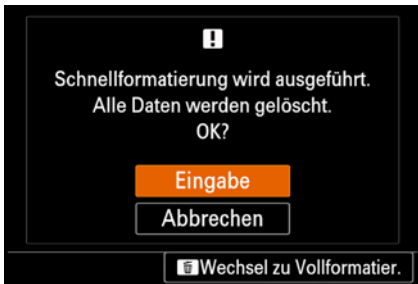 Schnellformatierung wird ausgeführt.
Alle Daten werden gelöscht.
OK?
Eingabe
Abbrechen
Wechsel zu Vollformatier.